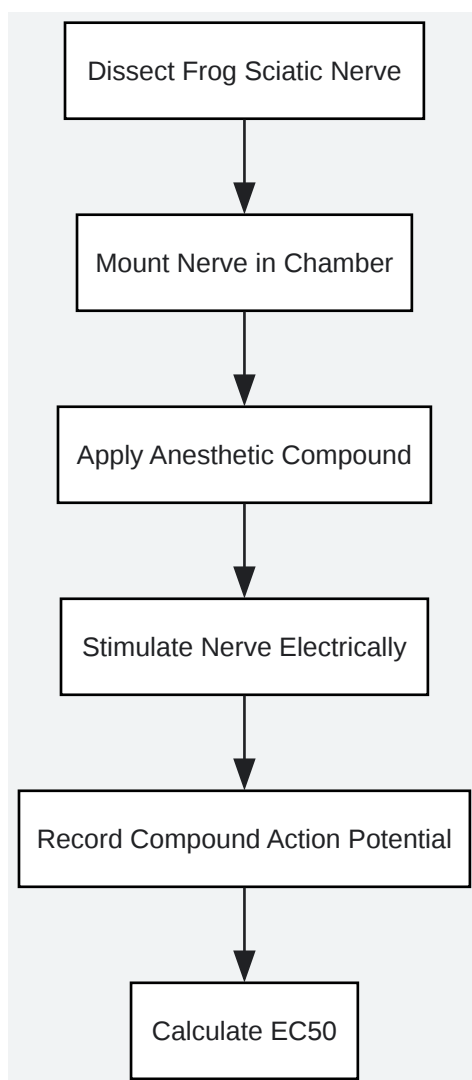 Dissect Frog Sciatic Nerve
Mount Nerve in Chamber
Apply Anesthetic Compound
Stimulate Nerve Electrically
Record Compound Action Potential
Calculate EC50